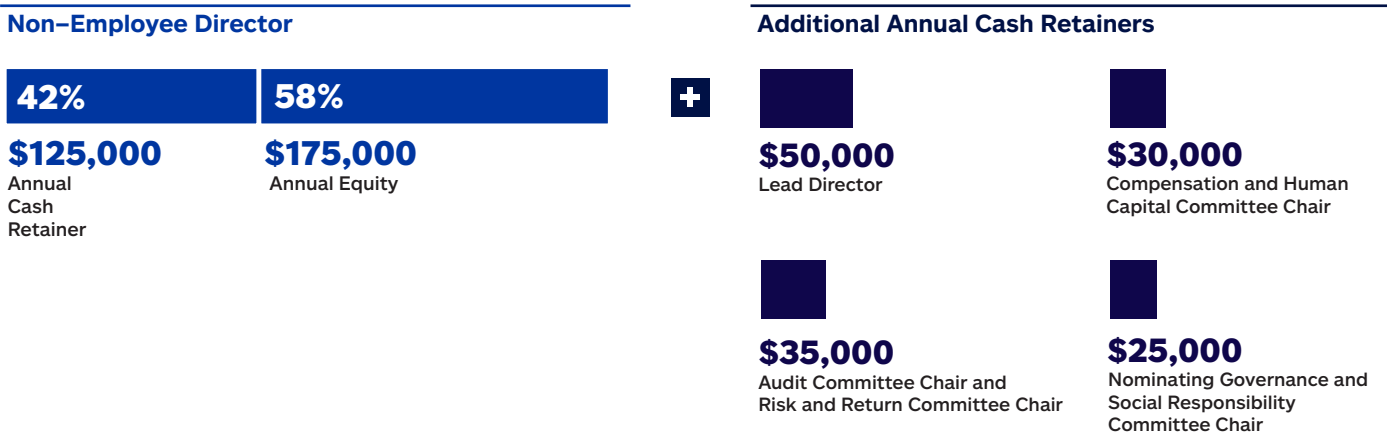 Non-Employee Director
42%
58%
$125,000
Annual
Cash
Retainer
$175,000
Annual Equity
+
Additional Annual Cash Retainers
$50,000
Lead Director
$30,000
Compensation and Human
Capital Committee Chair
$35,000
Audit Committee Chair and
Risk and Return Committee Chair
$25,000
Nominating Governance and
Social Responsibility
Committee Chair